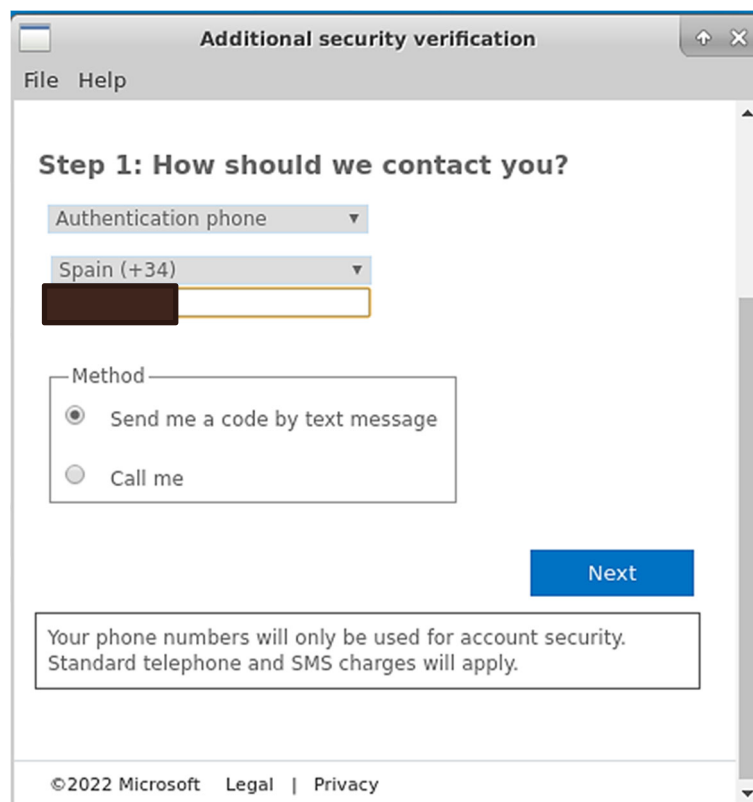 Additional security verification
File Help
Step 1: How should we contact you?
Authentication phone
Spain (+34)
Method
Send me a code by text message
Call me
Next
Your phone numbers will only be used for account security.
Standard telephone and SMS charges will apply.
©2022 Microsoft Legal | Privacy